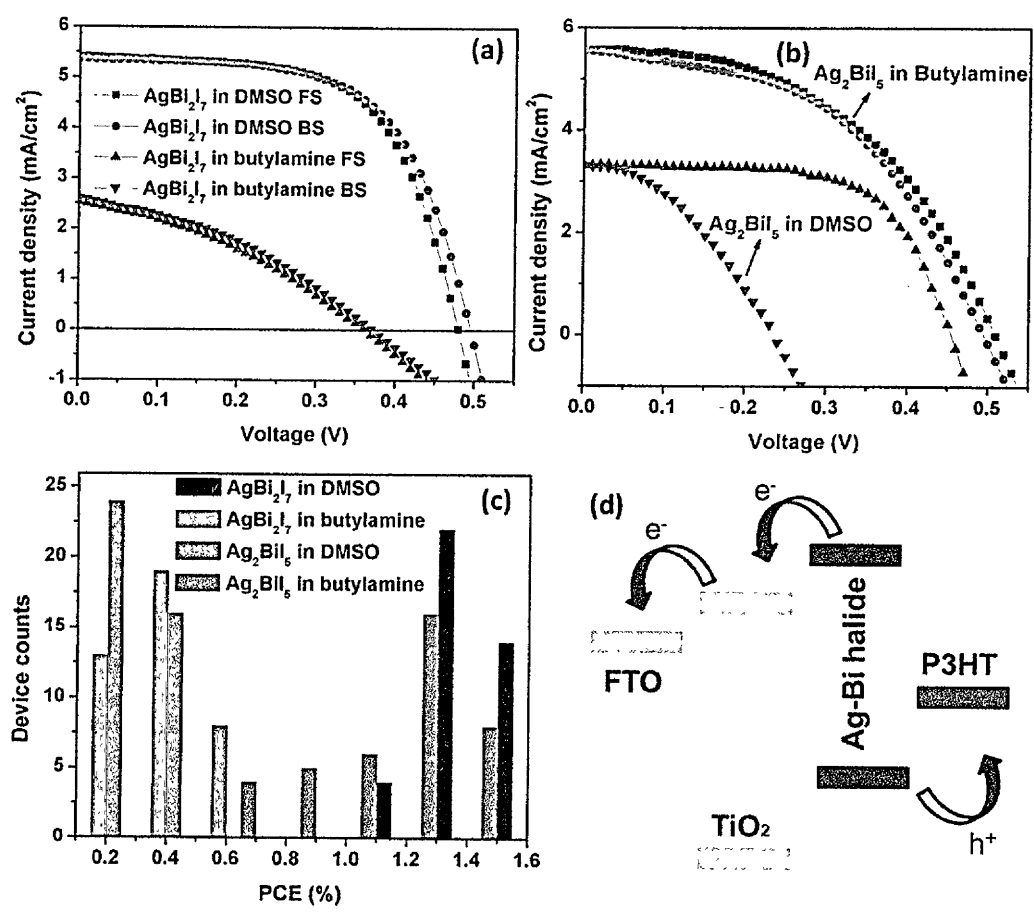 (a)
6
5
4
3
2
1
0
-1
Current density (mA/cm²)
AgBi₂I₇ in DMSO FS
AgBi₂I₇ in DMSO BS
AgBi₂I₇ in butylamine FS
AgBi₂I₇ in butylamine BS
0.0 0.1 0.2 0.3 0.4 0.5
Voltage (V)
(b)
6
4
2
0
Current density (mA/cm²)
Ag₂BiI₅ in Butylamine
Ag₂BiI₅ in DMSO
0.0 0.1 0.2 0.3 0.4 0.5
Voltage (V)
(c)
25
20
15
10
5
0
Device counts
AgBi₂I₇ in DMSO
AgBi₂I₇ in butylamine
Ag₂BiI₅ in DMSO
Ag₂BiI₅ in butylamine
0.2 0.4 0.6 0.8 1.0 1.2 1.4 1.6
PCE (%)
(d)
e⁻
e⁻
FTO
TiO₂
Ag-Bi halide
P3HT
h⁺